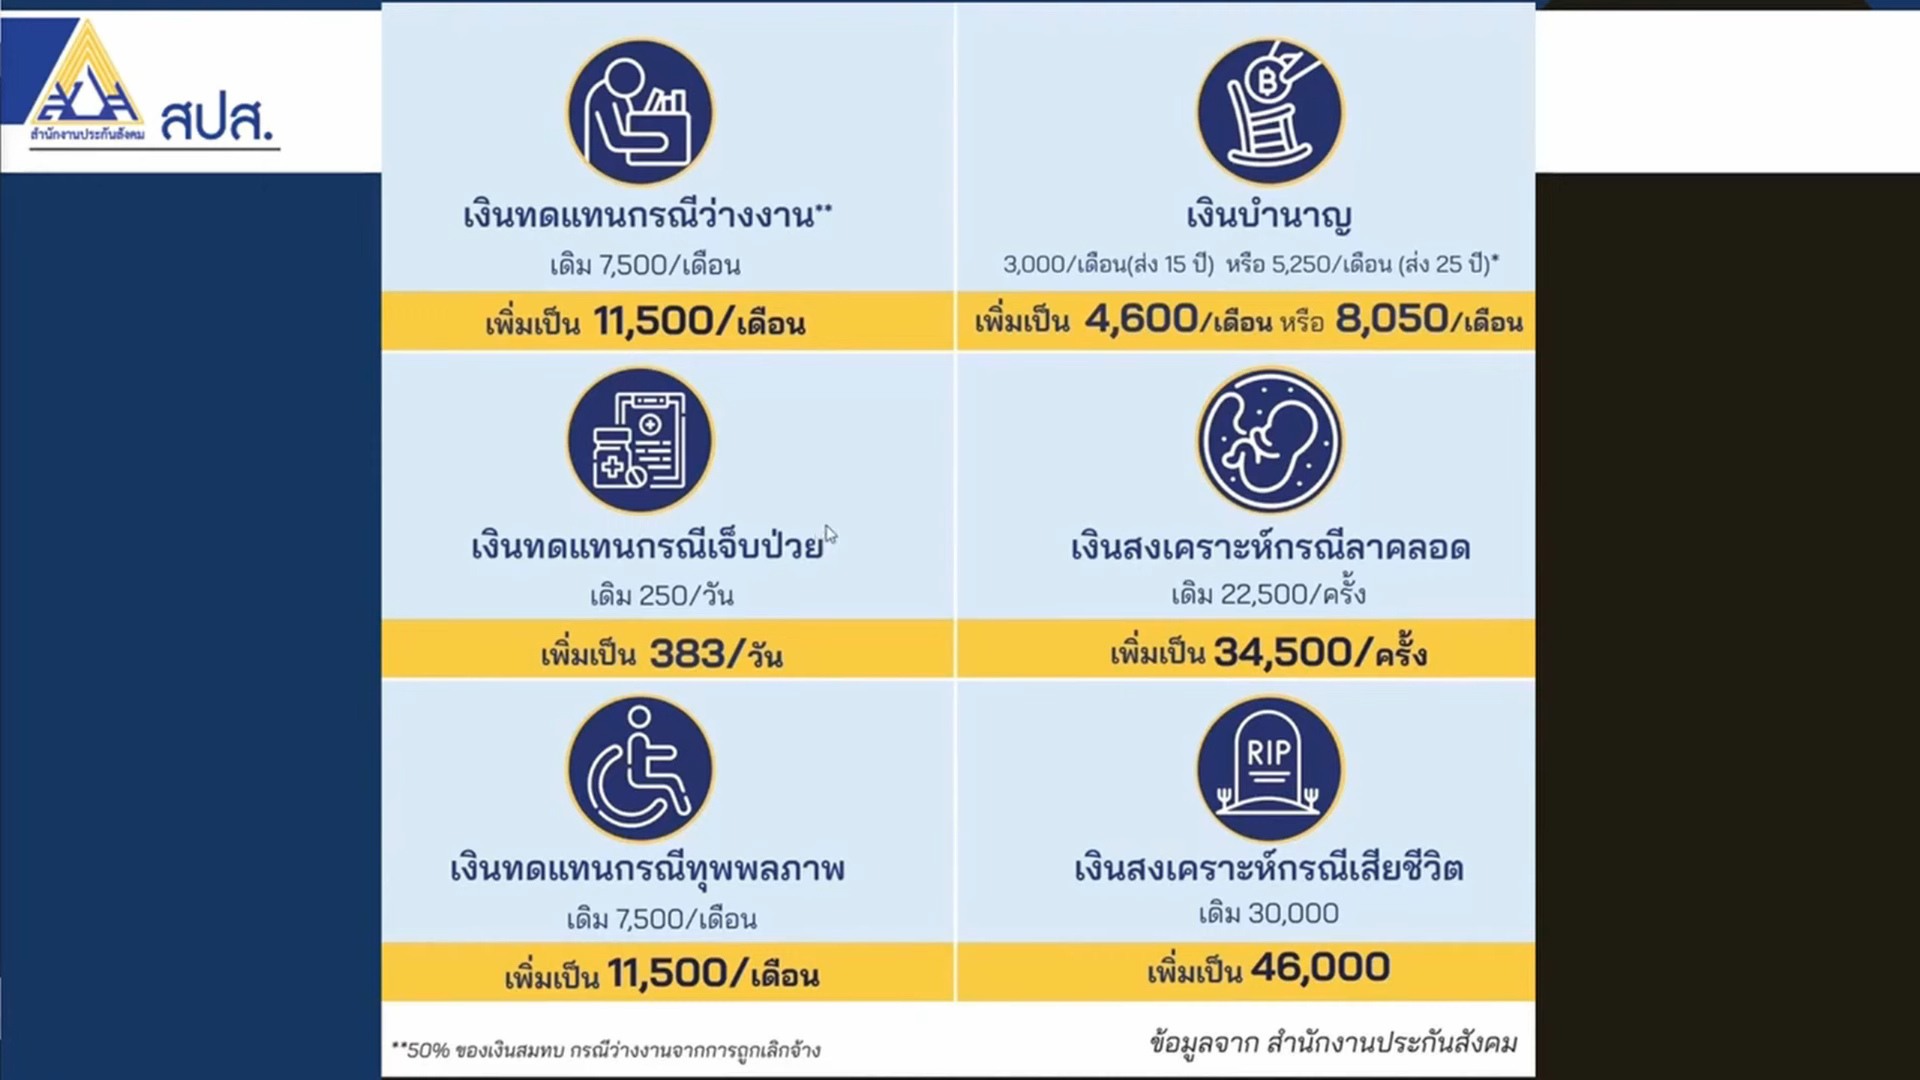 สำนักงานประกันสังคม
สปส.
เงินทดแทนกรณีว่างงาน**
เดิม 7,500/เดือน
เพิ่มเป็น 11,500/เดือน
เงินบำนาญ
3,000/เดือน(ส่ง 15 ปี) หรือ 5,250/เดือน (ส่ง 25 ปี)*
เพิ่มเป็น 4,600/เดือน หรือ 8,050/เดือน
เงินทดแทนกรณีเจ็บป่วย
เดิม 250/วัน
เพิ่มเป็น 383/วัน
เงินสงเคราะห์กรณีลาคลอด
เดิม 22,500/ครั้ง
เพิ่มเป็น 34,500/ครั้ง
เงินทดแทนกรณีทุพพลภาพ
เดิม 7,500/เดือน
เพิ่มเป็น 11,500/เดือน
RIP
เงินสงเคราะห์กรณีเสียชีวิต
เดิม 30,000
เพิ่มเป็น 46,000
**50% ของเงินสมทบ กรณีว่างงานจากการถูกเลิกจ้าง
ข้อมูลจาก สำนักงานประกันสังคม